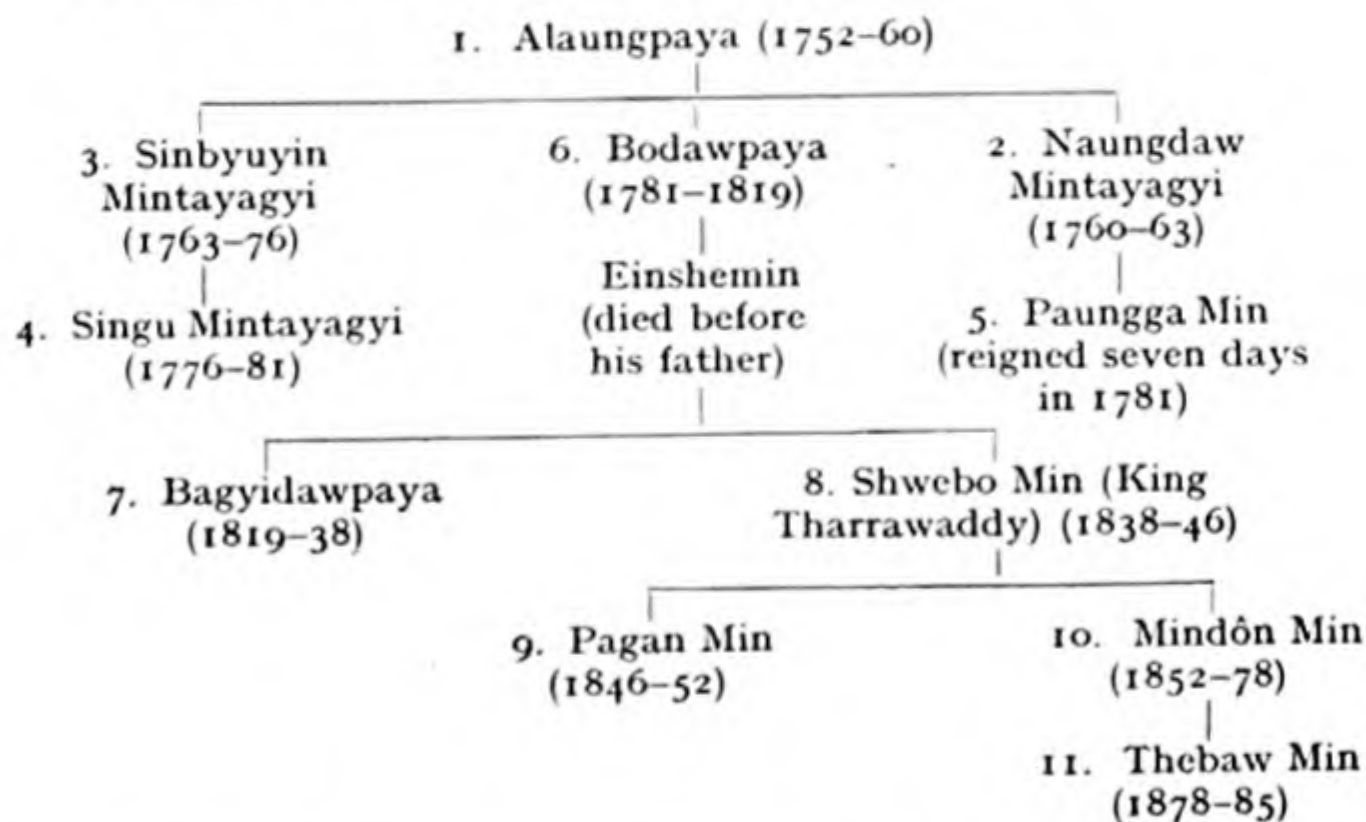 1. Alaungpaya (1752–60)
3. Sinbyuyin
Mintayagyi
(1763–76)
6. Bodawpaya
(1781–1819)
2. Naungdaw
Mintayagyi
(1760–63)
4. Singu Mintayagyi
(1776–81)
Einshemin
(died before
his father)
5. Paungga Min
(reigned seven days
in 1781)
7. Bagyidawpaya
(1819–38)
8. Shwebo Min (King
Tharrawaddy) (1838–46)
9. Pagan Min
(1846–52)
10. Mindôn Min
(1852–78)
11. Thebaw Min
(1878–85)